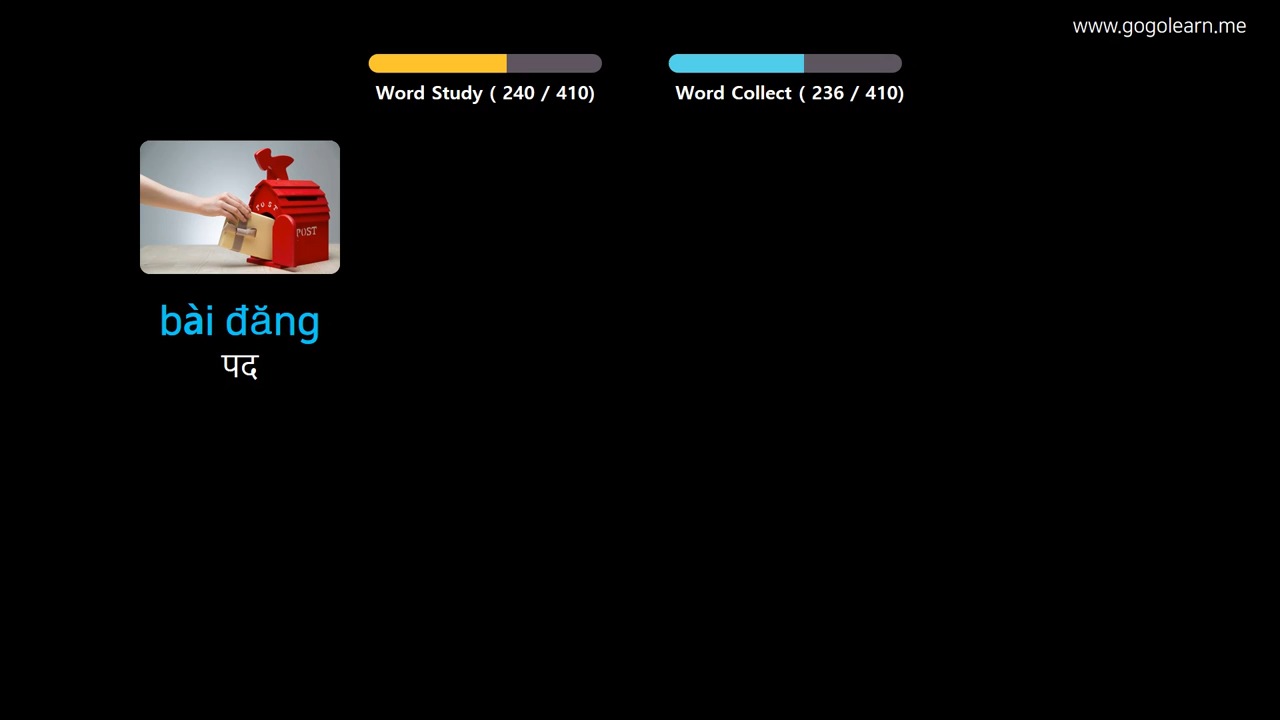 www.gogolearn.me
Word Study ( 240 / 410)
Word Collect ( 236 / 410)
POST
POST
bài đăng
पद